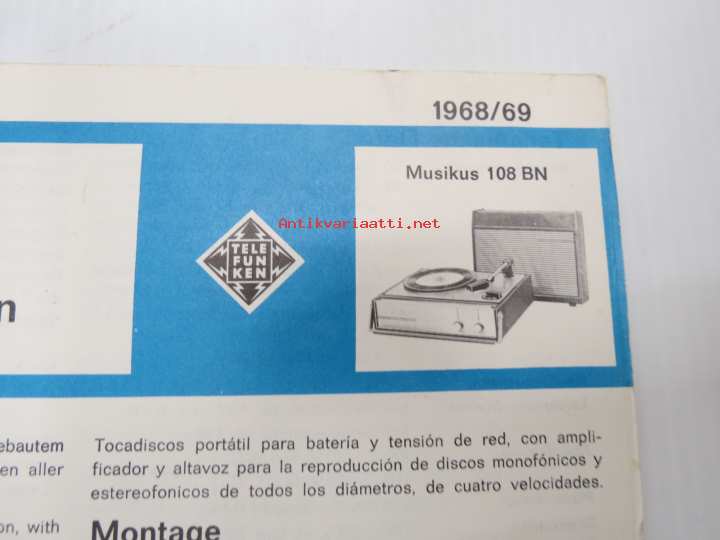 1968/69
Musikus 108 BN
Antikvariaatti.net
TELE
FUN
KEN
n
ebautem
en aller
on, with
Tocadiscos portátil para batería y tensión de red, con ampli-
ficador y altavoz para la reproducción de discos monofónicos y
estereofonicos de todos los diámetros, de cuatro velocidades.
Montage